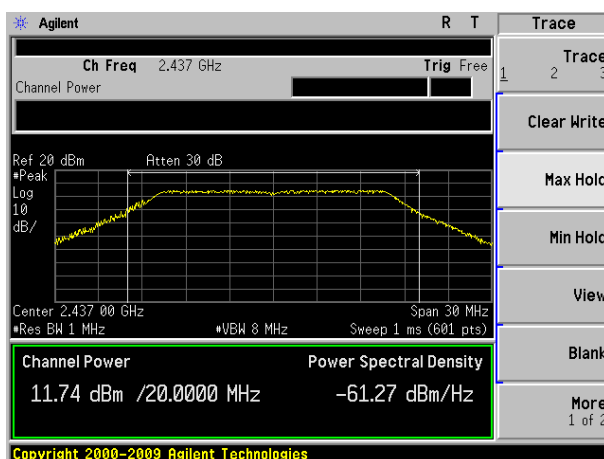 Agilent R T Trace
Ch Freq 2.437 GHz Trig Free
Channel Power
Trace
1 2 3
Clear Write
Max Hold
Min Hold
View
Blank
More
1 of 2
Ref 20 dBm Atten 30 dB
#Peak
Log
10
dB/
Center 2.437 00 GHz Span 30 MHz
#Res BW 1 MHz #VBW 8 MHz Sweep 1 ms (601 pts)
Channel Power Power Spectral Density
11.74 dBm /20.0000 MHz -61.27 dBm/Hz
Copyright 2000-2009 Agilent Technologies